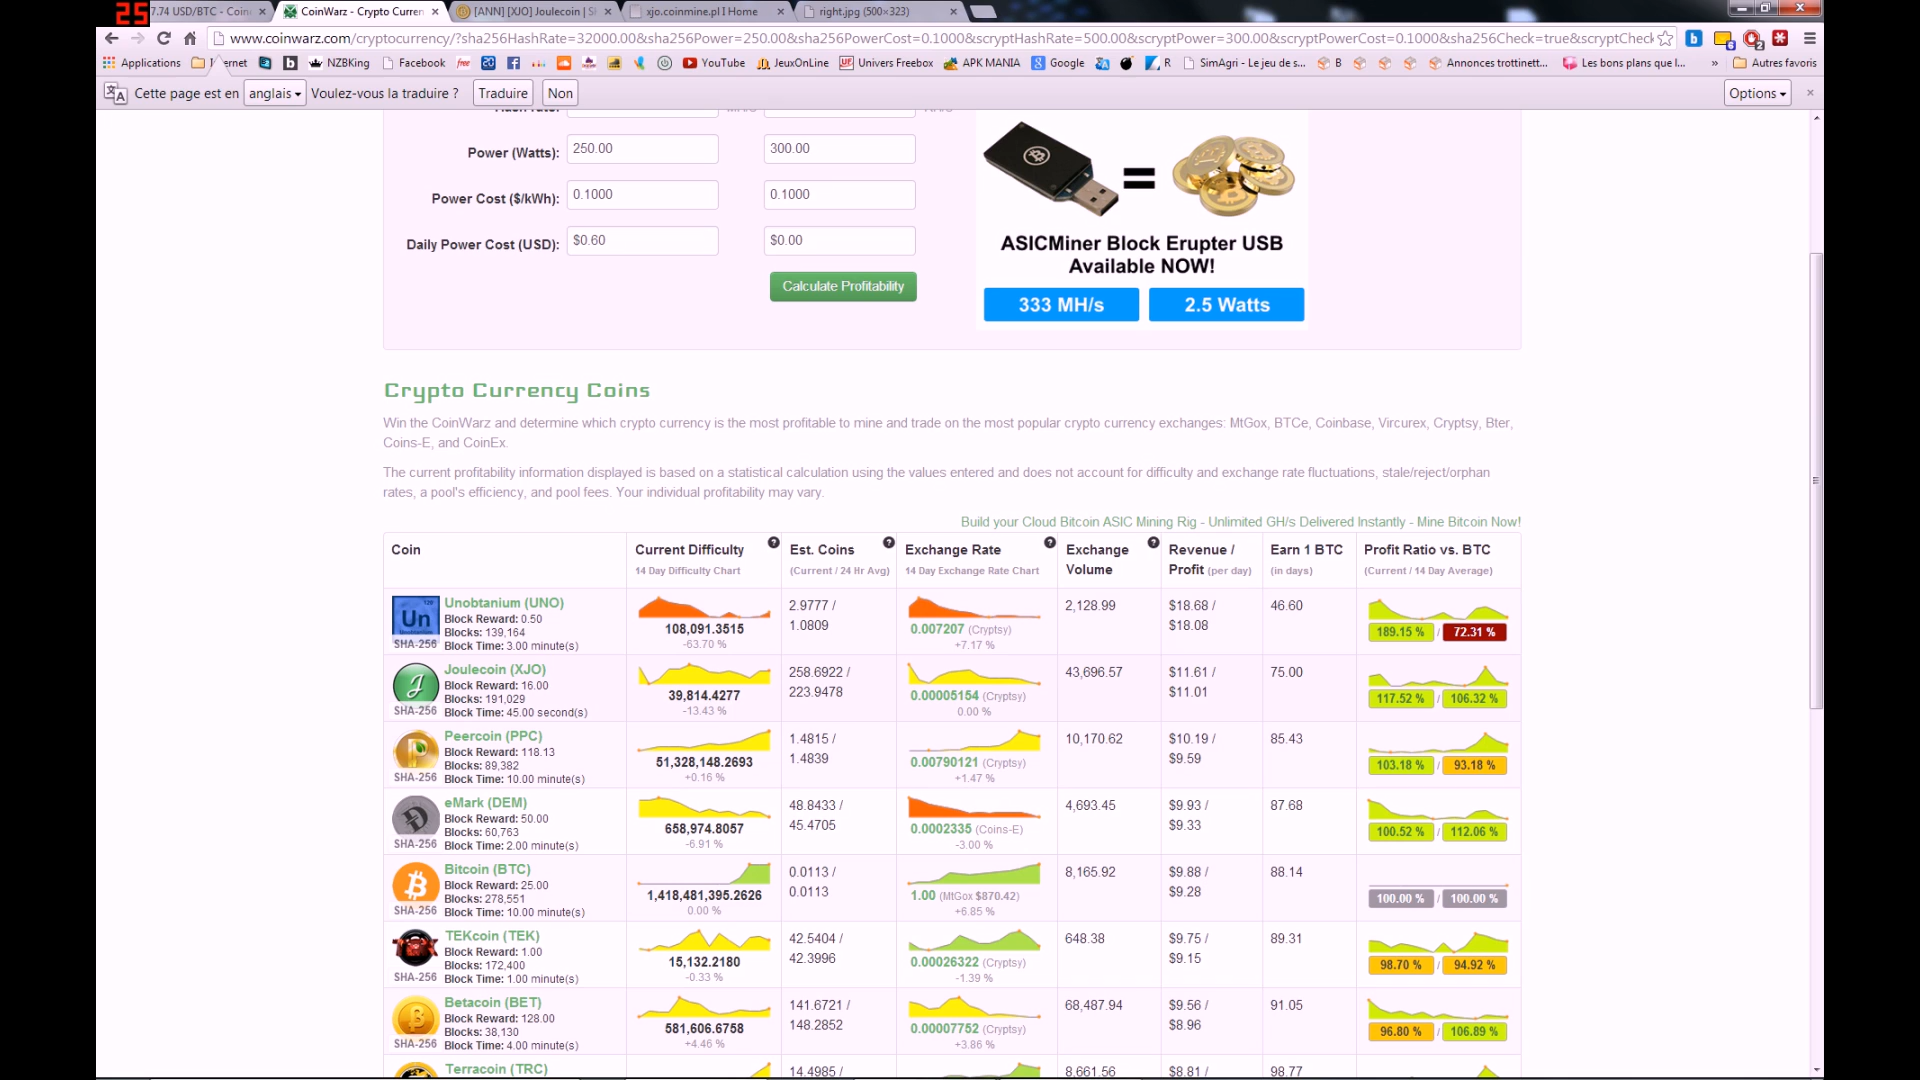 25
7.74 USD/BTC - Coin
CoinWarz - Crypto Curren
[ANN] [XJO] Joulecoin | S
xjo.coinmine.pl I Home
right.jpg (500×323)
www.coinwarz.com/cryptocurrency/?sha256HashRate=32000.00&sha256Power=250.00&sha256PowerCost=0.1000&scryptHashRate=500.00&scryptPower=300.00&scryptPowerCost=0.1000&sha256Check=true&scryptCheck
Applications
NZBKing
Facebook
free
YouTube
JeuxOnLine
Univers Freebox
APK MANIA
Google
R
SimAgri - Le jeu de s...
B
Annonces trottinett...
Les bons plans que l...
»
Autres favoris
Cette page est en anglais Voulez-vous la traduire ? Traduire Non
Options
Power (Watts): 250.00 300.00
Power Cost ($/kWh): 0.1000 0.1000
Daily Power Cost (USD): $0.60 $0.00
Calculate Profitability
=
ASICMiner Block Erupter USB
Available NOW!
333 MH/s 2.5 Watts
Crypto Currency Coins
Win the CoinWarz and determine which crypto currency is the most profitable to mine and trade on the most popular crypto currency exchanges: MtGox, BTCe, Coinbase, Vircurex, Cryptsy, Bter,
Coins-E, and CoinEx.
The current profitability information displayed is based on a statistical calculation using the values entered and does not account for difficulty and exchange rate fluctuations, stale/reject/orphan
rates, a pool's efficiency, and pool fees. Your individual profitability may vary.
Build your Cloud Bitcoin ASIC Mining Rig - Unlimited GH/s Delivered Instantly - Mine Bitcoin Now!
Coin Current Difficulty Est. Coins Exchange Rate Exchange Revenue / Earn 1 BTC Profit Ratio vs. BTC
14 Day Difficulty Chart (Current / 24 Hr Avg) 14 Day Exchange Rate Chart Volume Profit (per day) (in days) (Current / 14 Day Average)
Un
SHA-256
Unobtanium (UNO)
Block Reward: 0.50
Blocks: 139,164
Block Time: 3.00 minute(s)
108,091.3515
-63.70 %
2.9777 /
1.0809
0.007207 (Cryptsy)
+7.17 %
2,128.99
$18.68 /
$18.08
46.60
189.15 % / 72.31 %
SHA-256
Joulecoin (XJO)
Block Reward: 16.00
Blocks: 191,029
Block Time: 45.00 second(s)
39,814.4277
-13.43 %
258.6922 /
223.9478
0.00005154 (Cryptsy)
0.00 %
43,696.57
$11.61 /
$11.01
75.00
117.52 % / 106.32 %
SHA-256
Peercoin (PPC)
Block Reward: 118.13
Blocks: 89,382
Block Time: 10.00 minute(s)
51,328,148.2693
+0.16 %
1.4815 /
1.4839
0.00790121 (Cryptsy)
+1.47 %
10,170.62
$10.19 /
$9.59
85.43
103.18 % / 93.18 %
SHA-256
eMark (DEM)
Block Reward: 50.00
Blocks: 60,763
Block Time: 2.00 minute(s)
658,974.8057
-6.91 %
48.8433 /
45.4705
0.0002335 (Coins-E)
-3.00 %
4,693.45
$9.93 /
$9.33
87.68
100.52 % / 112.06 %
SHA-256
Bitcoin (BTC)
Block Reward: 25.00
Blocks: 278,551
Block Time: 10.00 minute(s)
1,418,481,395.2626
0.00 %
0.0113 /
0.0113
1.00 (MtGox $870.42)
+6.85 %
8,165.92
$9.88 /
$9.28
88.14
100.00 % / 100.00 %
SHA-256
TEKcoin (TEK)
Block Reward: 1.00
Blocks: 172,400
Block Time: 1.00 minute(s)
15,132.2180
-0.33 %
42.5404 /
42.3996
0.00026322 (Cryptsy)
-1.39 %
648.38
$9.75 /
$9.15
89.31
98.70 % / 94.92 %
SHA-256
Betacoin (BET)
Block Reward: 128.00
Blocks: 38,130
Block Time: 4.00 minute(s)
581,606.6758
+4.46 %
141.6721 /
148.2852
0.00007752 (Cryptsy)
+3.86 %
68,487.94
$9.56 /
$8.96
91.05
96.80 % / 106.89 %
Terracoin (TRC)
14.4985 /
8,661.56
$8.81 /
98.77